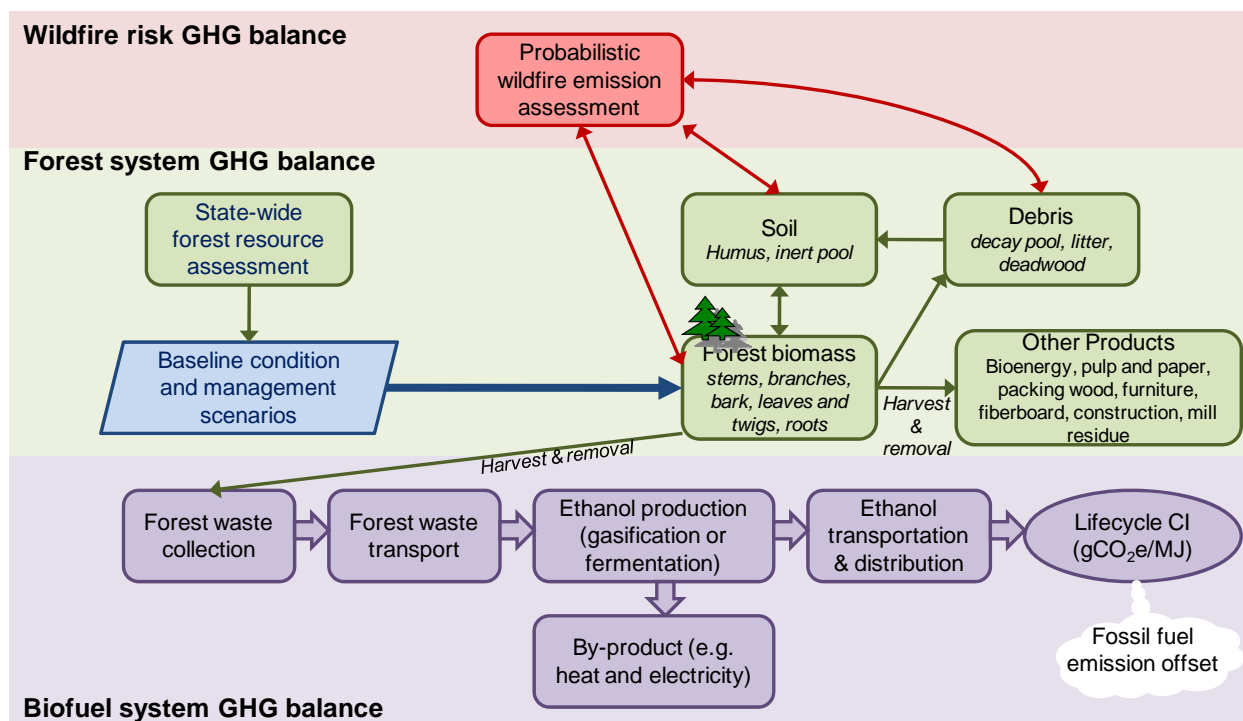 Wildfire risk GHG balance
Probabilistic
wildfire emission
assessment
Forest system GHG balance
State-wide
forest resource
assessment
Soil
Humus, inert pool
Debris
decay pool, litter,
deadwood
Baseline condition
and management
scenarios
Forest biomass
stems, branches,
bark, leaves and
twigs, roots
Harvest
&
removal
Other Products
Bioenergy, pulp and paper,
packing wood, furniture,
fiberboard, construction, mill
residue
Harvest & removal
Forest waste
collection
Forest waste
transport
Ethanol production
(gasification or
fermentation)
Ethanol
transportation
& distribution
Lifecycle CI
(gCO₂e/MJ)
By-product (e.g.
heat and electricity)
Fossil fuel
emission offset
Biofuel system GHG balance